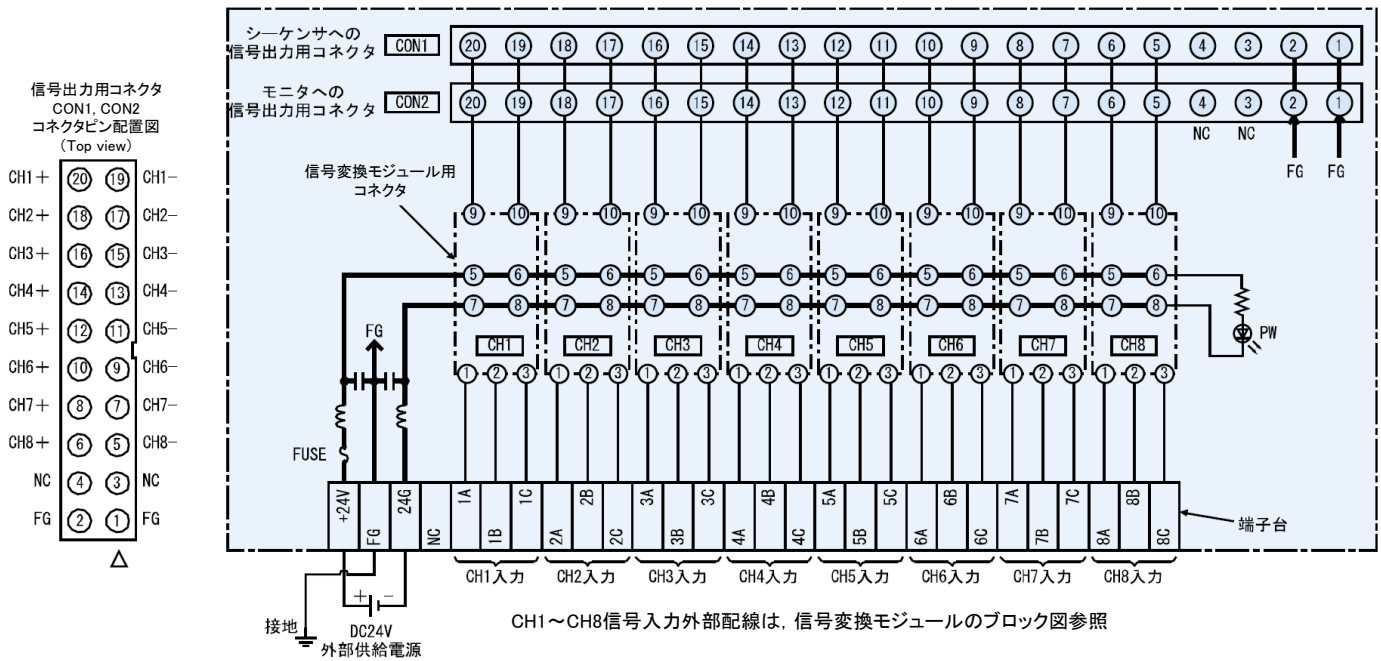 信号出力用コネクタ
CON1, CON2
コネクタピン配置図
(Top view)
CH1+ ⑳ ⑲ CH1-
CH2+ ⑱ ⑰ CH2-
CH3+ ⑯ ⑮ CH3-
CH4+ ⑭ ⑬ CH4-
CH5+ ⑫ ⑪ CH5-
CH6+ ⑩ ⑨ CH6-
CH7+ ⑧ ⑦ CH7-
CH8+ ⑥ ⑤ CH8-
NC ④ ③ NC
FG ② ① FG
△
シーケンサへの
信号出力用コネクタ
CON1
⑳ ⑲ ⑱ ⑰ ⑯ ⑮ ⑭ ⑬ ⑫ ⑪ ⑩ ⑨ ⑧ ⑦ ⑥ ⑤ ④ ③ ② ①
モニタへの
信号出力用コネクタ
CON2
⑳ ⑲ ⑱ ⑰ ⑯ ⑮ ⑭ ⑬ ⑫ ⑪ ⑩ ⑨ ⑧ ⑦ ⑥ ⑤ ④ ③ ② ①
NC NC
FG FG
信号変換モジュール用
コネクタ
⑨ ⑩ ⑨ ⑩ ⑨ ⑩ ⑨ ⑩ ⑨ ⑩ ⑨ ⑩ ⑨ ⑩ ⑨ ⑩
⑤ ⑥ ⑤ ⑥ ⑤ ⑥ ⑤ ⑥ ⑤ ⑥ ⑤ ⑥ ⑤ ⑥ ⑤ ⑥
⑦ ⑧ ⑦ ⑧ ⑦ ⑧ ⑦ ⑧ ⑦ ⑧ ⑦ ⑧ ⑦ ⑧ ⑦ ⑧
PW
FG
CH1 CH2 CH3 CH4 CH5 CH6 CH7 CH8
① ② ③ ① ② ③ ① ② ③ ① ② ③ ① ② ③ ① ② ③ ① ② ③ ① ② ③
FUSE
+24V FG 24G NC 1A 1B 1C 2A 2B 2C 3A 3B 3C 4A 4B 4C 5A 5B 5C 6A 6B 6C 7A 7B 7C 8A 8B 8C
端子台
CH1入力 CH2入力 CH3入力 CH4入力 CH5入力 CH6入力 CH7入力 CH8入力
+ -
接地
DC24V
外部供給電源
CH1～CH8信号入力外部配線は, 信号変換モジュールのブロック図参照